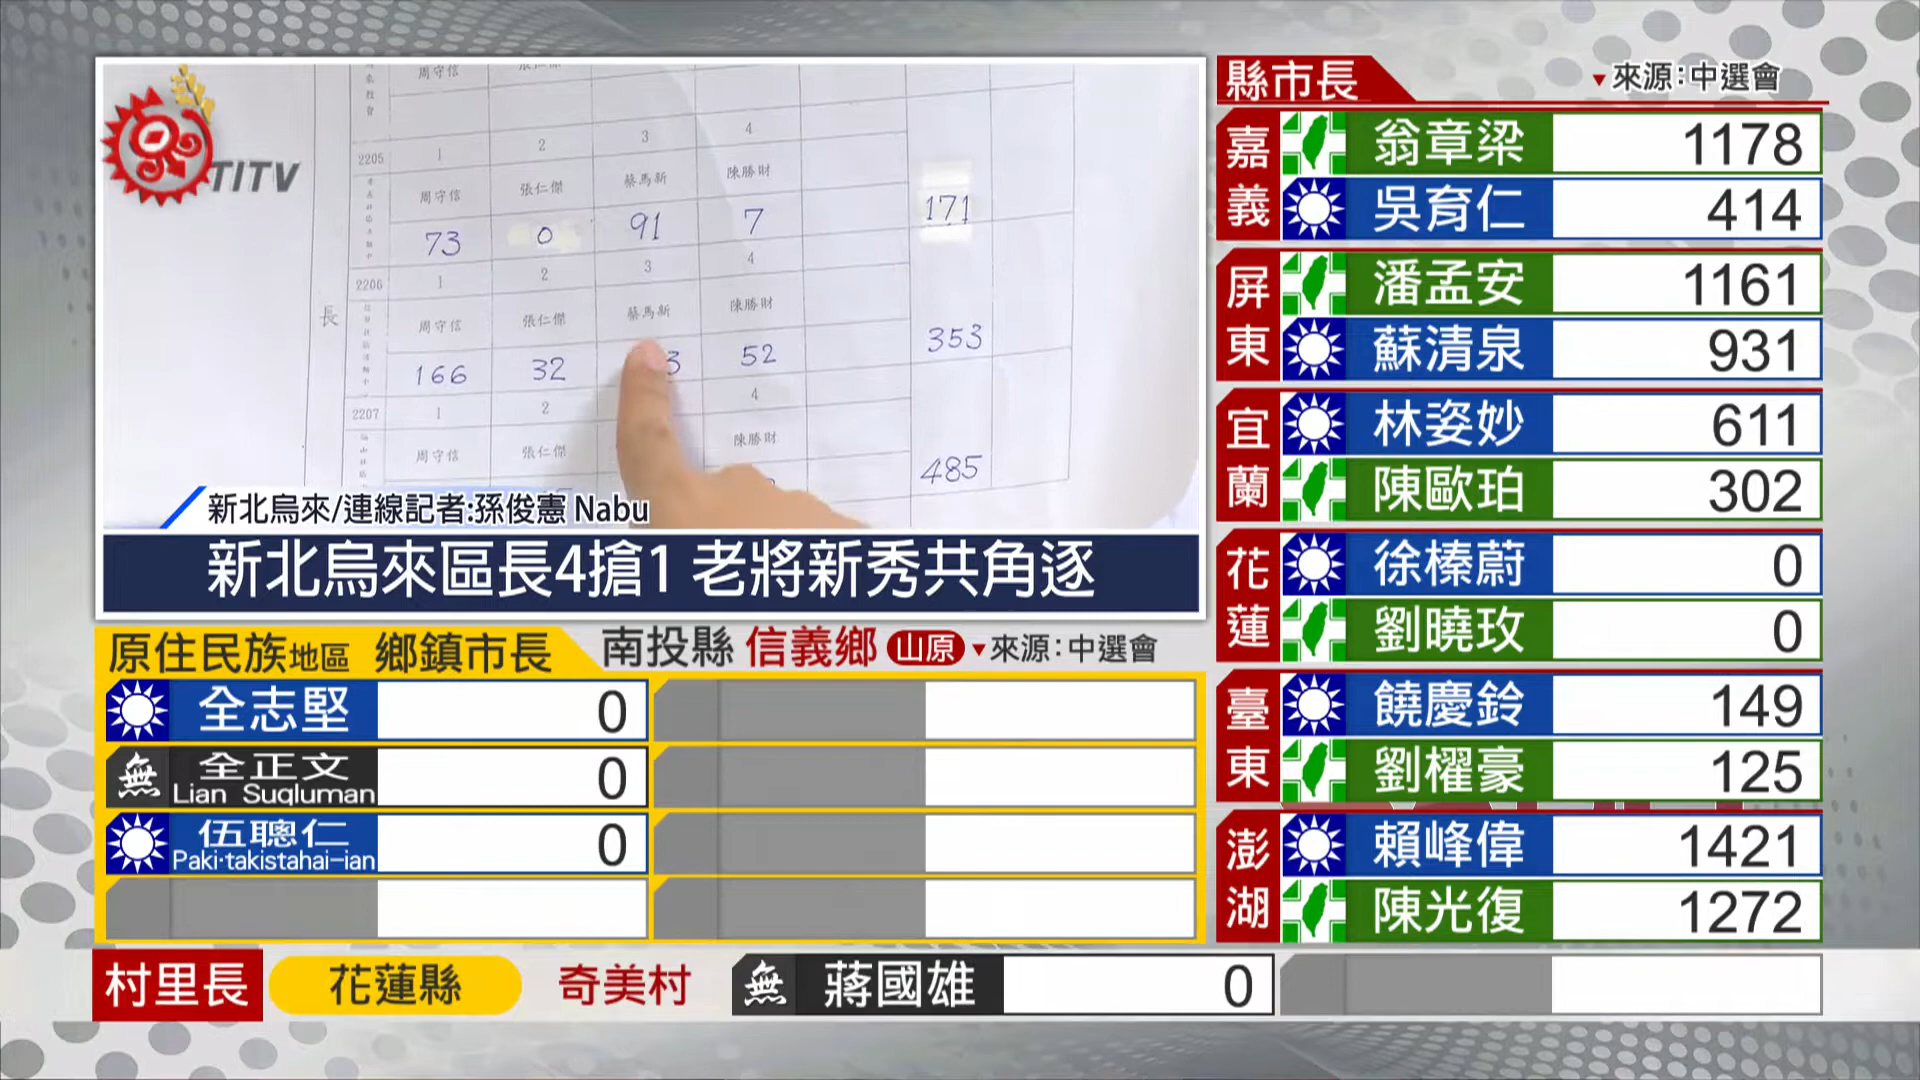 TITV
周守信
2205
1
2
3
4
周守信
張仁傑
蔡馬新
陳勝財
73
0
91
7
171
2206
1
2
3
4
長
周守信
張仁傑
蔡馬新
陳勝財
166
32
3
52
353
2207
1
2
4
周守信
張仁傑
陳勝財
485
新北烏來/連線記者:孫俊憲 Nabu
新北烏來區長4搶1 老將新秀共角逐
原住民族地區 鄉鎮市長 南投縣 信義鄉 山原 來源:中選會
全志堅 0
無 全正文 0
Lian Suqluman
伍聰仁 0
Paki·takistahai-ian
縣市長 來源:中選會
嘉義
翁章梁 1178
吳育仁 414
屏東
潘孟安 1161
蘇清泉 931
宜蘭
林姿妙 611
陳歐珀 302
花蓮
徐榛蔚 0
劉曉玫 0
臺東
饒慶鈴 149
劉櫂豪 125
澎湖
賴峰偉 1421
陳光復 1272
村里長 花蓮縣 奇美村 無 蔣國雄 0